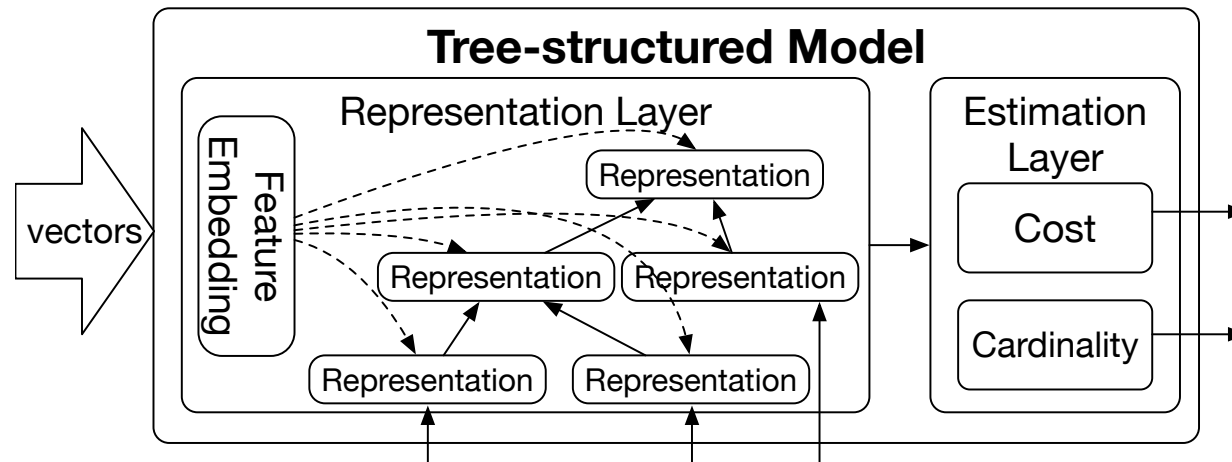 Tree-structured Model
Representation Layer
Estimation
Layer
vectors
Feature
Embedding
Representation
Representation
Representation
Representation
Representation
Cost
Cardinality